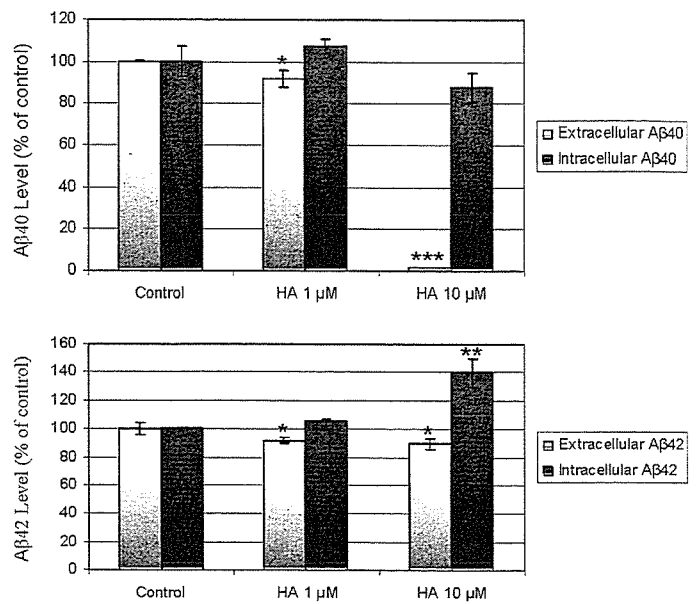 Aβ40 Level (% of control)
120
100
80
60
40
20
0
*
***
Control
HA 1 µM
HA 10 µM
Extracellular Aβ40
Intracellular Aβ40
Aβ42 Level (% of control)
160
140
120
100
80
60
40
20
0
*
*
**
Control
HA 1 µM
HA 10 µM
Extracellular Aβ42
Intracellular Aβ42